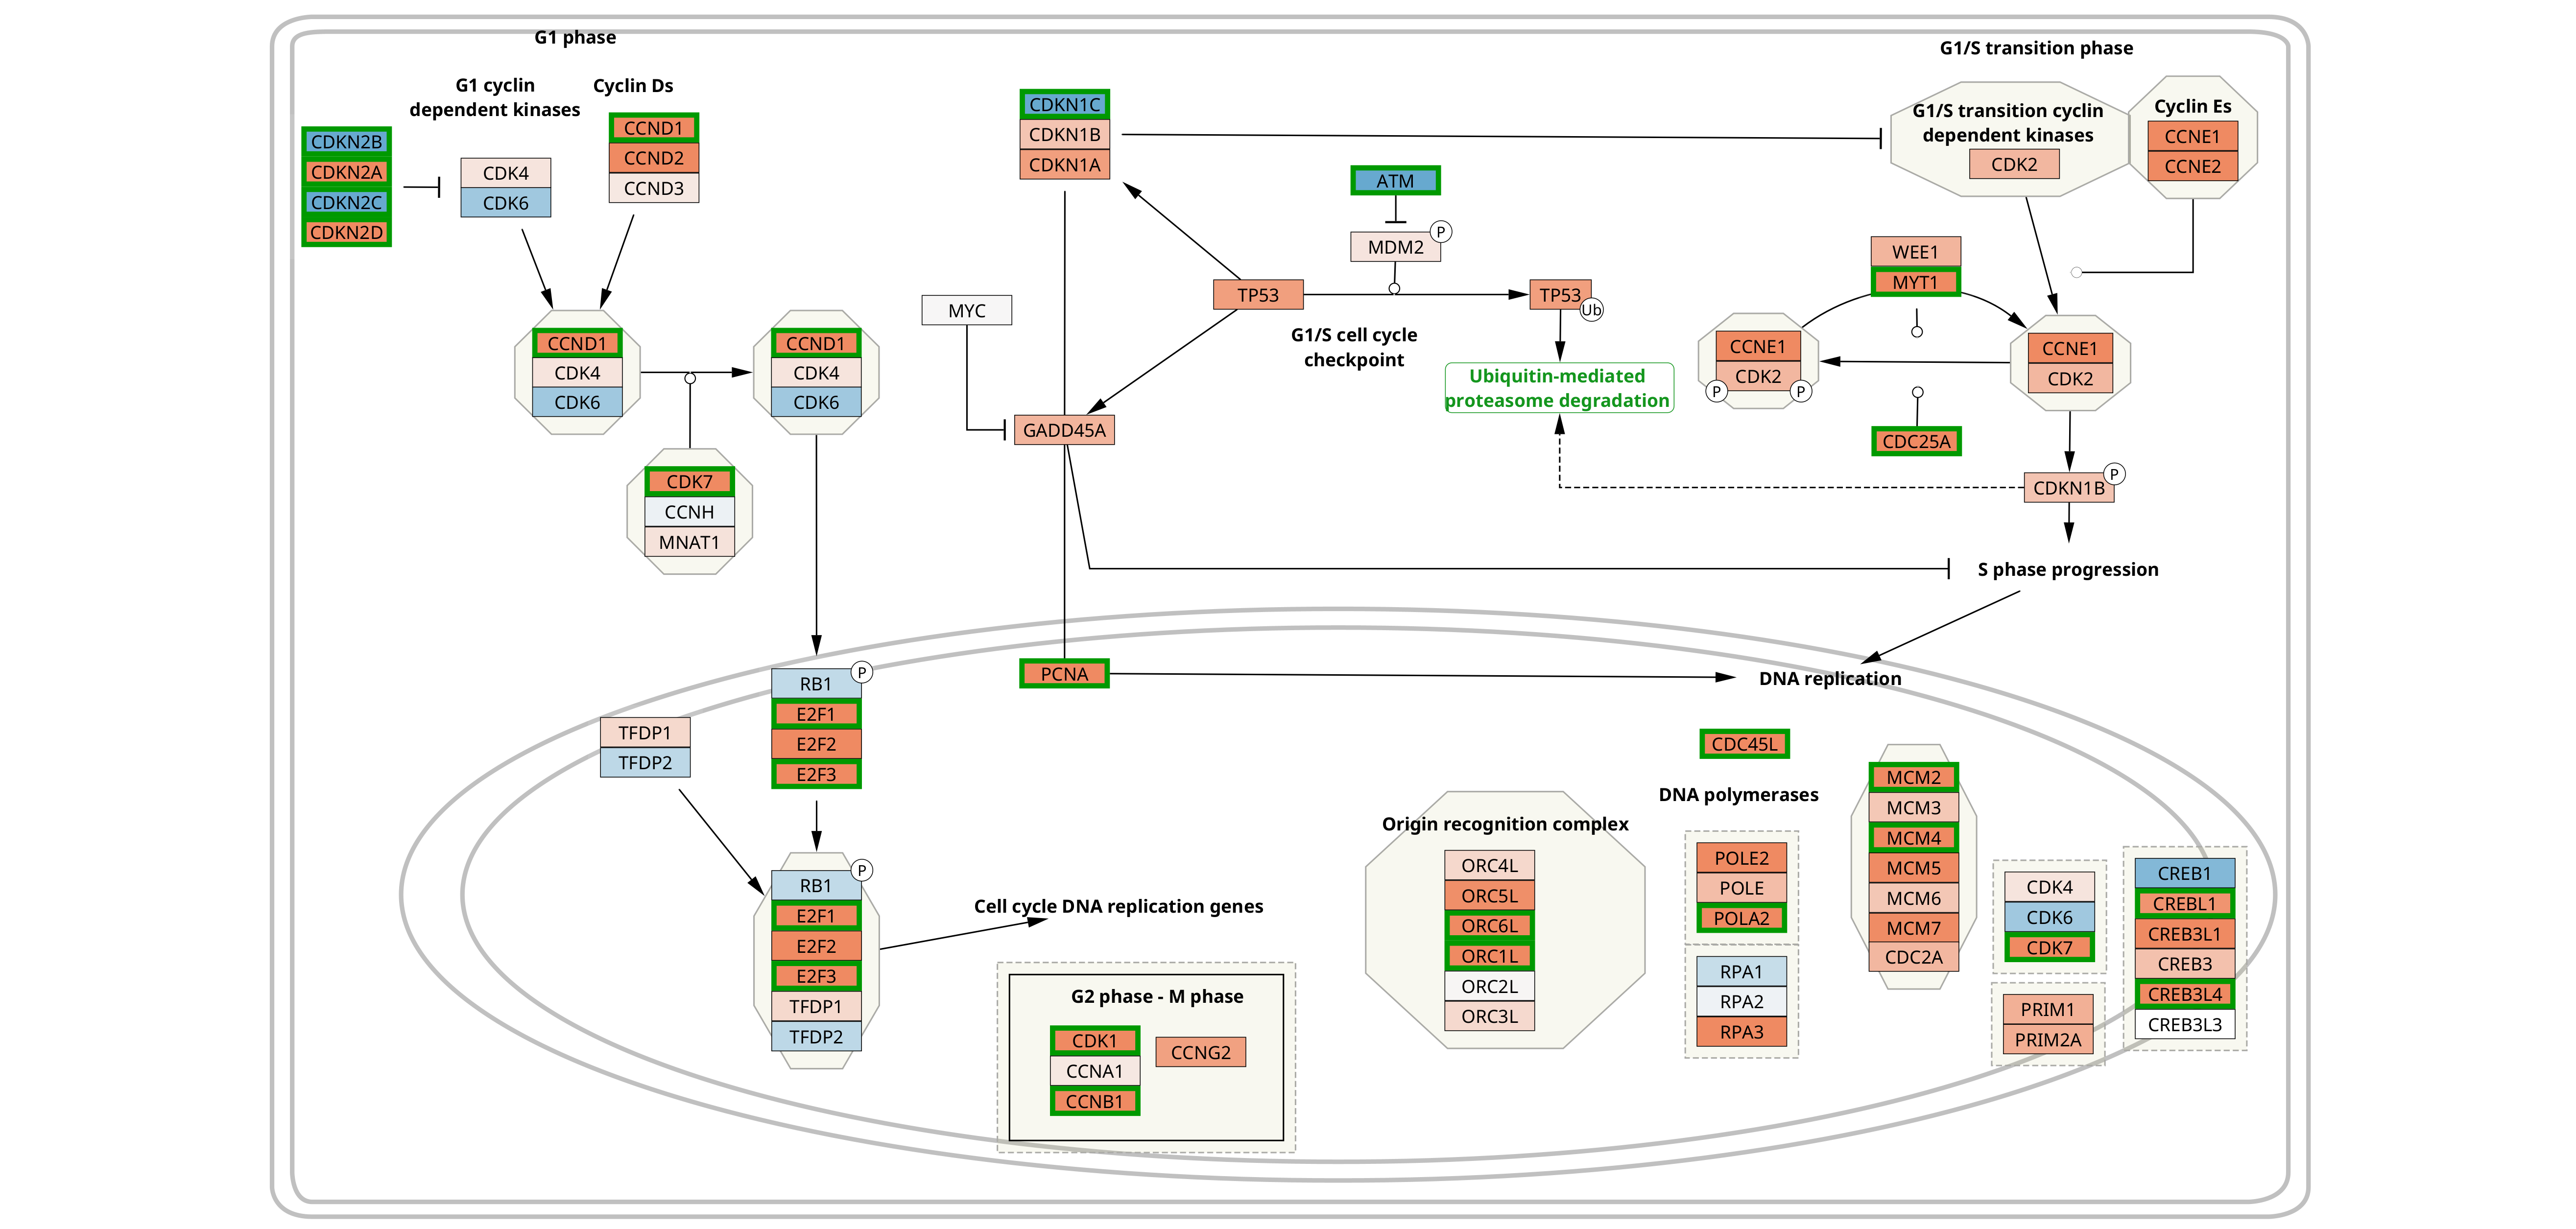 G1 phase
G1/S transition phase
G1 cyclin
dependent kinases
Cyclin Ds
CDKN2B
CDKN2A
CDKN2C
CDKN2D
CDK4
CDK6
CCND1
CCND2
CCND3
CDKN1C
CDKN1B
CDKN1A
G1/S transition cyclin
dependent kinases
CDK2
Cyclin Es
CCNE1
CCNE2
ATM
MDM2
P
TP53
TP53
Ub
MYC
G1/S cell cycle
checkpoint
Ubiquitin-mediated
proteasome degradation
WEE1
MYT1
CCNE1
CDK2
P
P
CCNE1
CDK2
CDC25A
CDKN1B
P
S phase progression
CCND1
CDK4
CDK6
CCND1
CDK4
CDK6
CDK7
CCNH
MNAT1
GADD45A
PCNA
DNA replication
RB1
P
E2F1
E2F2
E2F3
TFDP1
TFDP2
RB1
P
E2F1
E2F2
E2F3
TFDP1
TFDP2
Cell cycle DNA replication genes
G2 phase - M phase
CDK1
CCNA1
CCNB1
CCNG2
Origin recognition complex
ORC4L
ORC5L
ORC6L
ORC1L
ORC2L
ORC3L
CDC45L
DNA polymerases
POLE2
POLE
POLA2
RPA1
RPA2
RPA3
MCM2
MCM3
MCM4
MCM5
MCM6
MCM7
CDC2A
CDK4
CDK6
CDK7
PRIM1
PRIM2A
CREB1
CREBL1
CREB3L1
CREB3
CREB3L4
CREB3L3